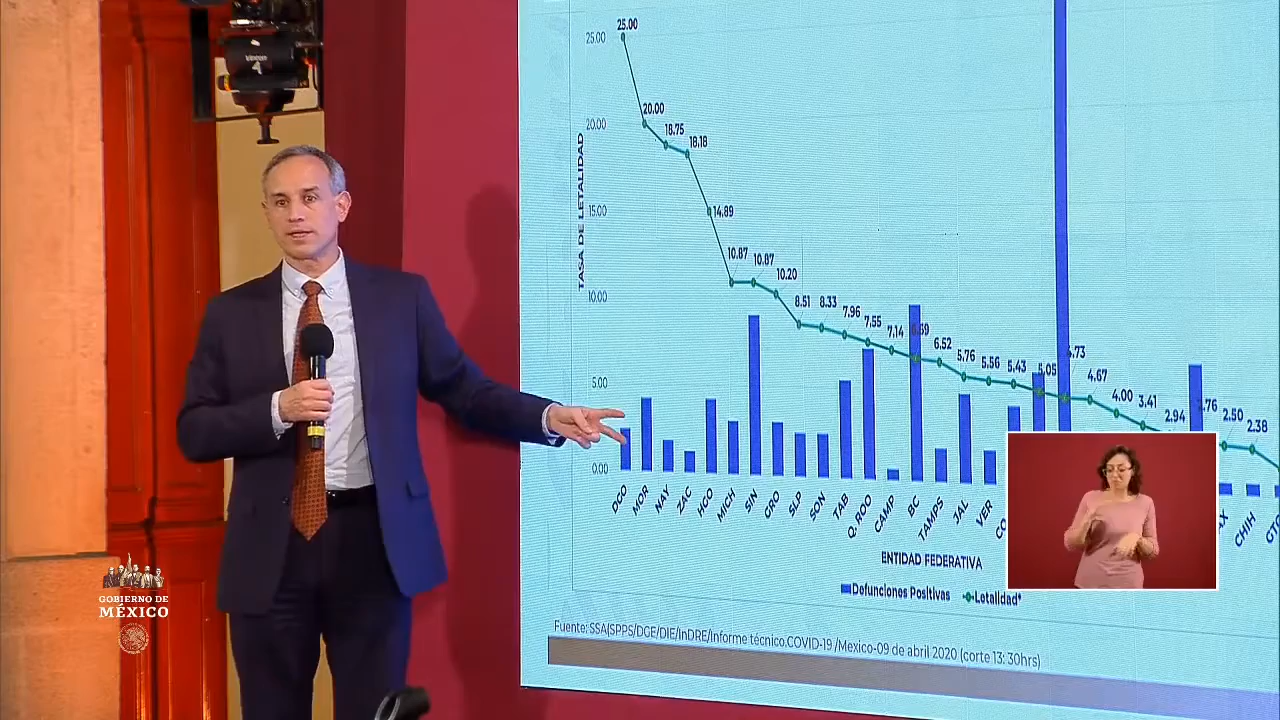 25.00
25.00
20.00
20.00
18.75
18.18
15.00
14.89
10.87
10.87
10.20
10.00
8.51
8.33
7.96
7.55
7.14
6.52
5.76
5.56
5.43
5.05
4.73
4.67
4.00
3.41
2.94
2.50
2.38
5.00
0.00
TASA DE LETALIDAD
DGO
MOR
NAY
ZAC
HGO
MICH
SIN
GRO
SLP
SON
TAB
Q. ROO
CAMP
BC
TAMPS
JAL
VER
CHIH
ENTIDAD FEDERATIVA
Defunciones Positivas
Letalidad*
Fuente: SSA(SPPS/DGE/DIE/InDRE/Informe técnico.COVID-19 /México-09 de abril 2020 (corte 13: 30hrs)
GOBIERNO DE
MÉXICO